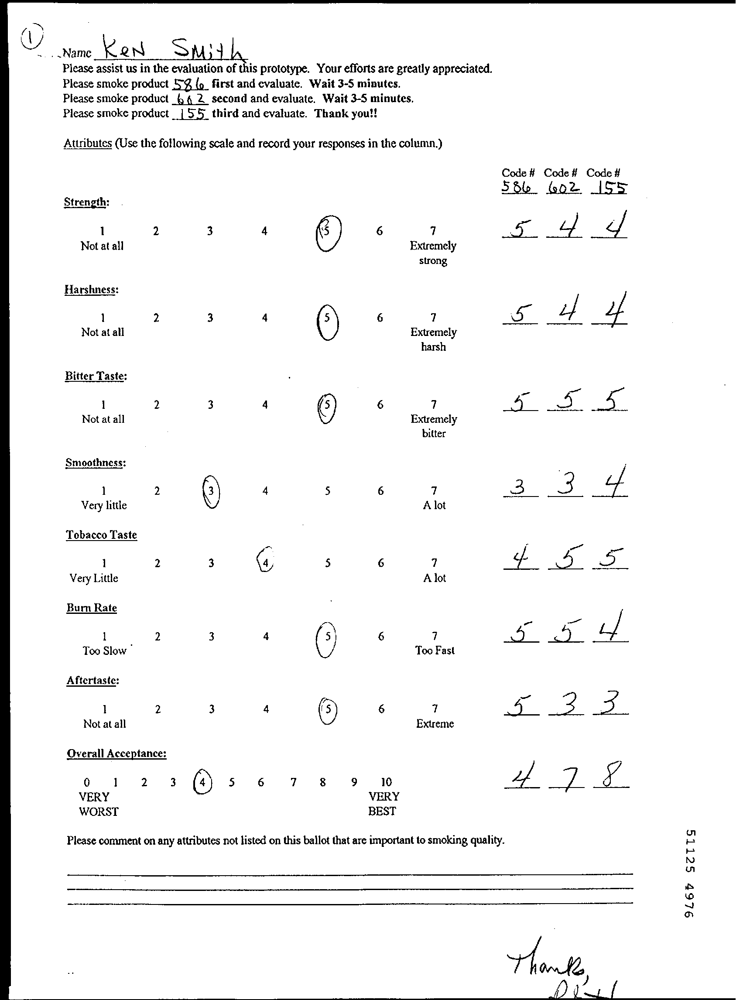 1
Name Ken Smith
Please assist us in the evaluation of this prototype. Your efforts are greatly appreciated.
Please smoke product 586 first and evaluate. Wait 3-5 minutes.
Please smoke product 602 second and evaluate. Wait 3-5 minutes.
Please smoke product 155 third and evaluate. Thank you!!
Attributes (Use the following scale and record your responses in the column.)
Code # Code # Code #
586 602 155
Strength:
1 2 3 4 5 6 7 5 4 4
Not at all Extremely
strong
Harshness:
1 2 3 4 5 6 7 5 4 4
Not at all Extremely
harsh
Bitter Taste:
1 2 3 4 5 6 7 5 5 5
Not at all Extremely
bitter
Smoothness:
1 2 3 4 5 6 7 3 3 4
Very little A lot
Tobacco Taste
1 2 3 4 5 6 7 4 5 5
Very Little A lot
Burn Rate
1 2 3 4 5 6 7 5 5 4
Too Slow Too Fast
Aftertaste:
1 2 3 4 5 6 7 5 3 3
Not at all Extreme
Overall Acceptance:
0 1 2 3 4 5 6 7 8 9 10 4 7 8
VERY VERY
WORST BEST
Please comment on any attributes not listed on this ballot that are important to smoking quality.
51125 4976
Thanks,